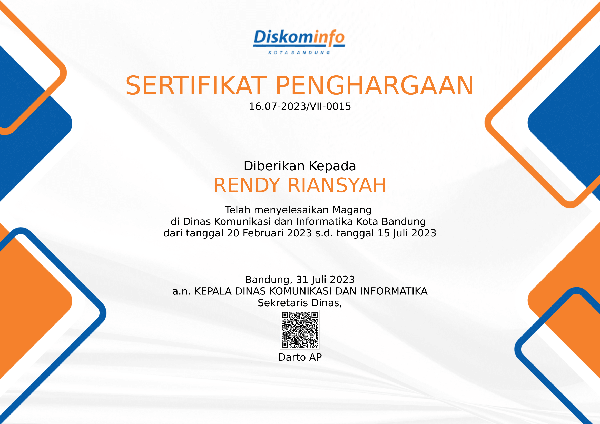 Diskominfo
KOTA BANDUNG
SERTIFIKAT PENGHARGAAN
16.07-2023/VII-0015
Diberikan Kepada
RENDY RIANSYAH
Telah menyelesaikan Magang
di Dinas Komunikasi dan Informatika Kota Bandung
dari tanggal 20 Februari 2023 s.d. tanggal 15 Juli 2023
Bandung, 31 Juli 2023
a.n. KEPALA DINAS KOMUNIKASI DAN INFORMATIKA
Sekretaris Dinas,
Darto AP